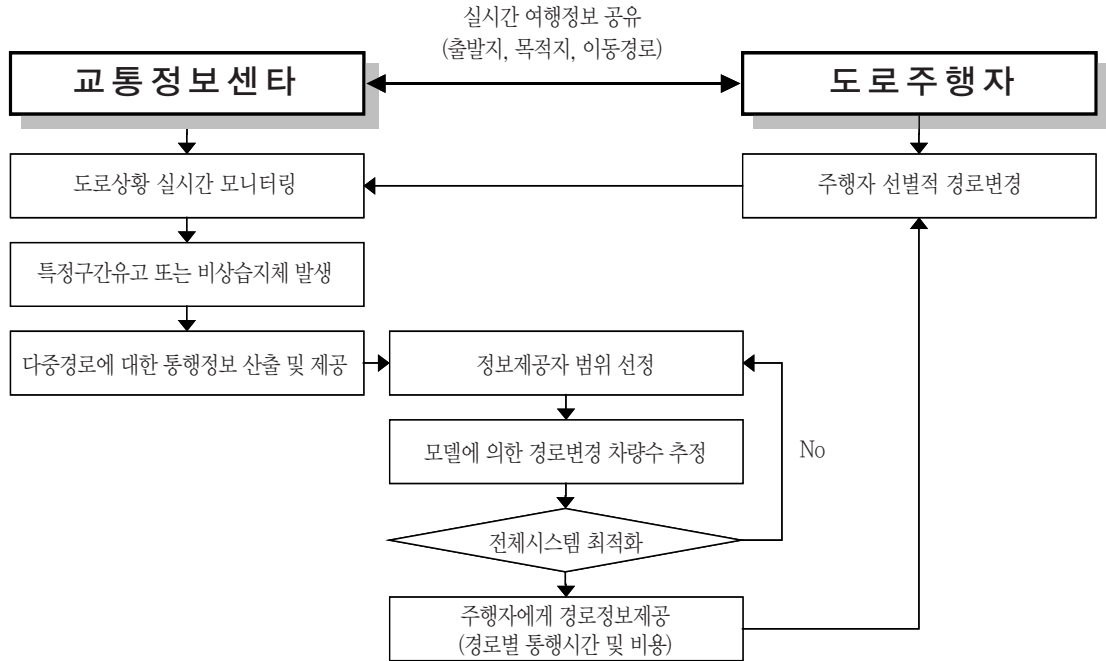 실시간 여행정보 공유
(출발지, 목적지, 이동경로)
교통정보센타
도로주행자
도로상황 실시간 모니터링
주행자 선별적 경로변경
특정구간유고 또는 비상습지체 발생
다중경로에 대한 통행정보 산출 및 제공
정보제공자 범위 선정
모델에 의한 경로변경 차량수 추정
No
전체시스템 최적화
주행자에게 경로정보제공
(경로별 통행시간 및 비용)